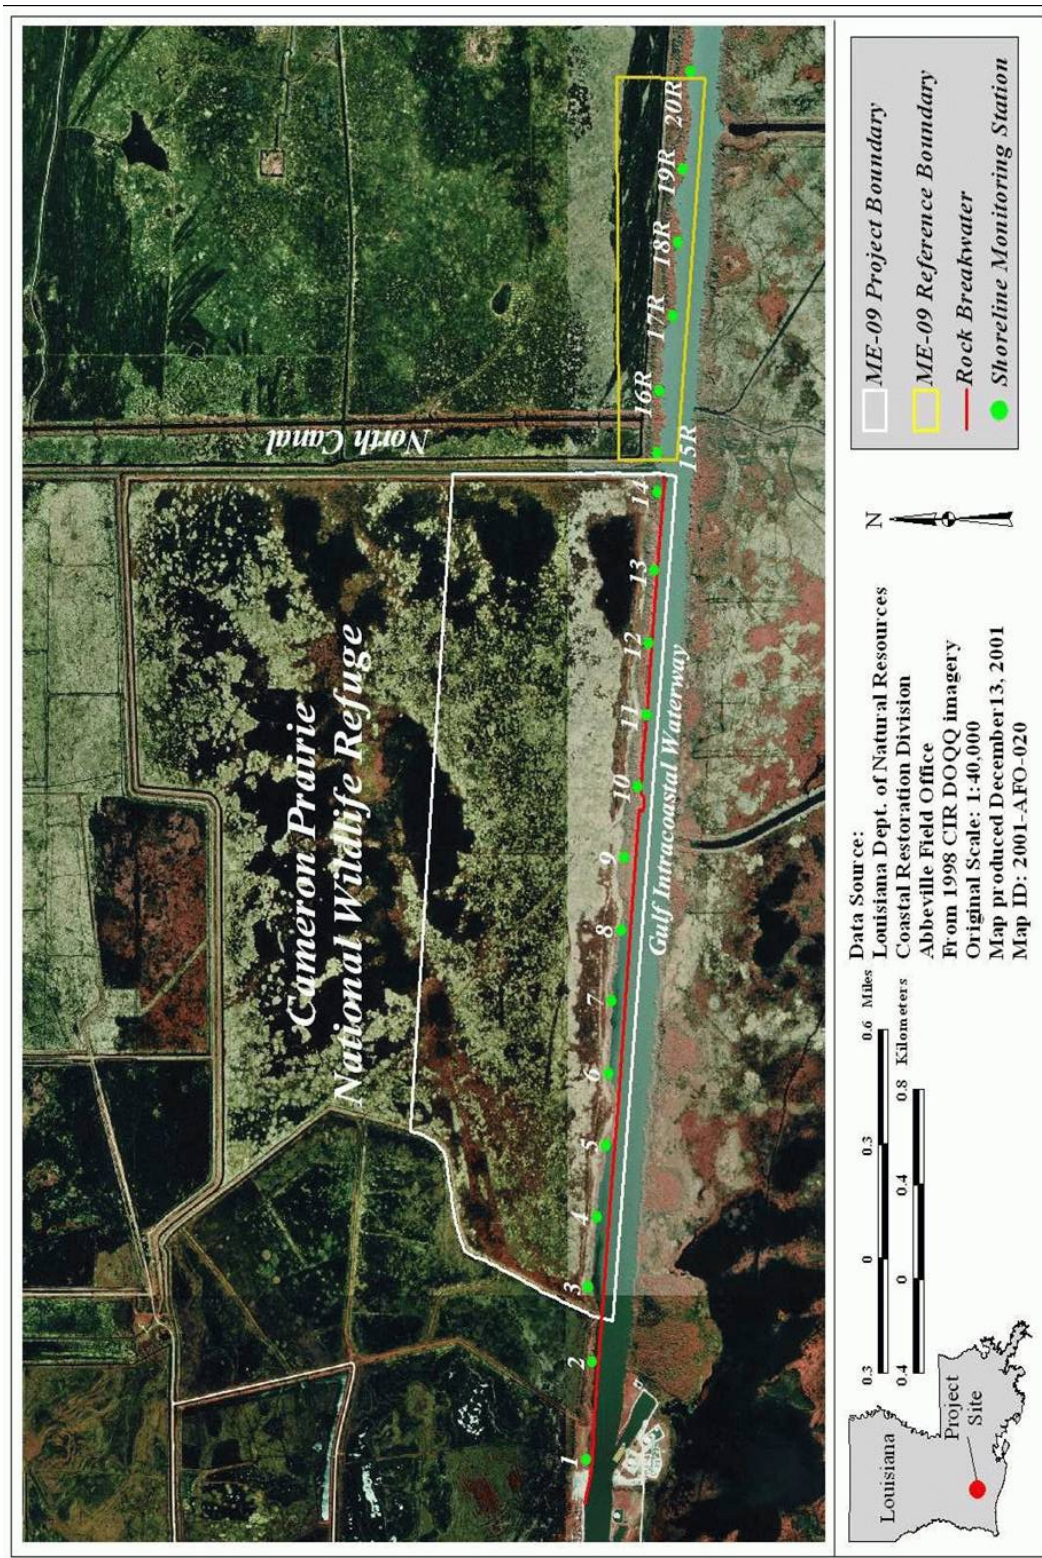 Cameron Prairie
National Wildlife Refuge
North Canal
Gulf Intracoastal Waterway
1
2
3
4
5
6
7
8
9
10
11
12
13
14
15R
16R
17R
18R
19R
20R
Louisiana
Project
Site
0.3 0 0.3 0.6 Miles
0.4 0 0.4 0.8 Kilometers
Data Source:
Louisiana Dept. of Natural Resources
Coastal Restoration Division
Abbeville Field Office
From 1998 CIR DOQQ imagery
Original Scale: 1:40,000
Map produced December13, 2001
Map ID: 2001-AFO-020
N
ME-09 Project Boundary
ME-09 Reference Boundary
Rock Breakwater
Shoreline Monitoring Station